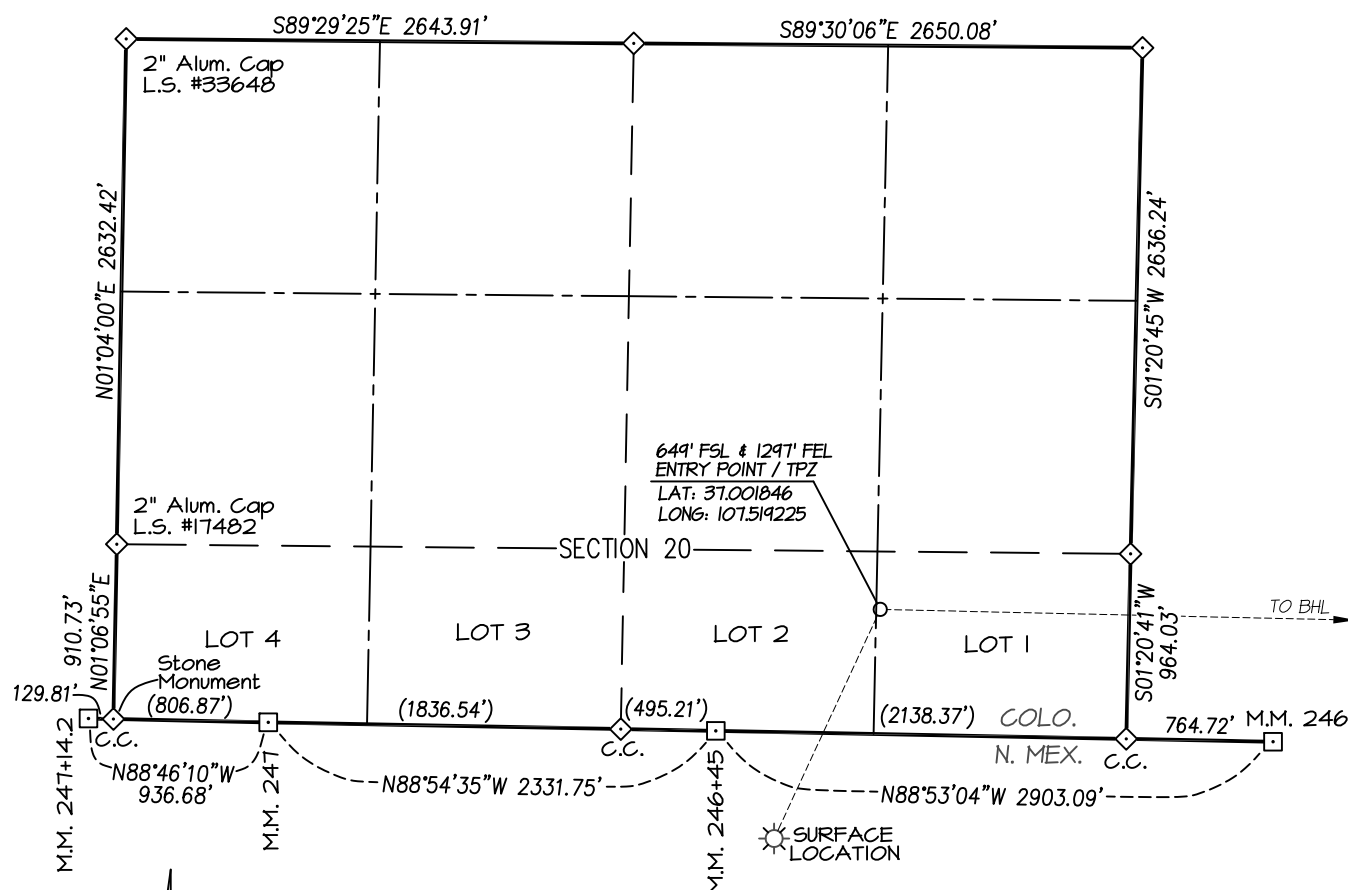 S89°29'25"E 2643.91'
S89°30'06"E 2650.08'
2" Alum. Cap
L.S. #33648
N01°04'00"E 2632.42'
S01°20'45"W 2636.24'
649' FSL & 1297' FEL
ENTRY POINT / TPZ
LAT: 37.001846
LONG: 107.519225
2" Alum. Cap
L.S. #17482
SECTION 20
910.73'
N01°06'55"E
LOT 4
LOT 3
LOT 2
LOT 1
S01°20'41"W
964.03'
TO BHL
Stone
Monument
129.81'
(806.87')
(1836.54')
(495.21')
(2138.37')
COLO.
N. MEX.
764.72'
M.M. 246
C.C.
C.C.
C.C.
M.M. 247+14.2
N88°46'10"W
936.68'
M.M. 247
N88°54'35"W 2331.75'
M.M. 246+45
N88°53'04"W 2903.09'
SURFACE
LOCATION